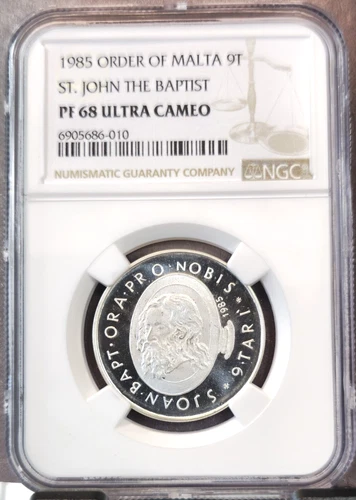 1985 ORDER OF MALTA 9T
ST. JOHN THE BAPTIST
PF 68 ULTRA CAMEO
6905686-010
NUMISMATIC GUARANTY COMPANY
NGC
S·JOAN·BAPT·ORA·PRO·NOBIS * 9·TARI *
1985